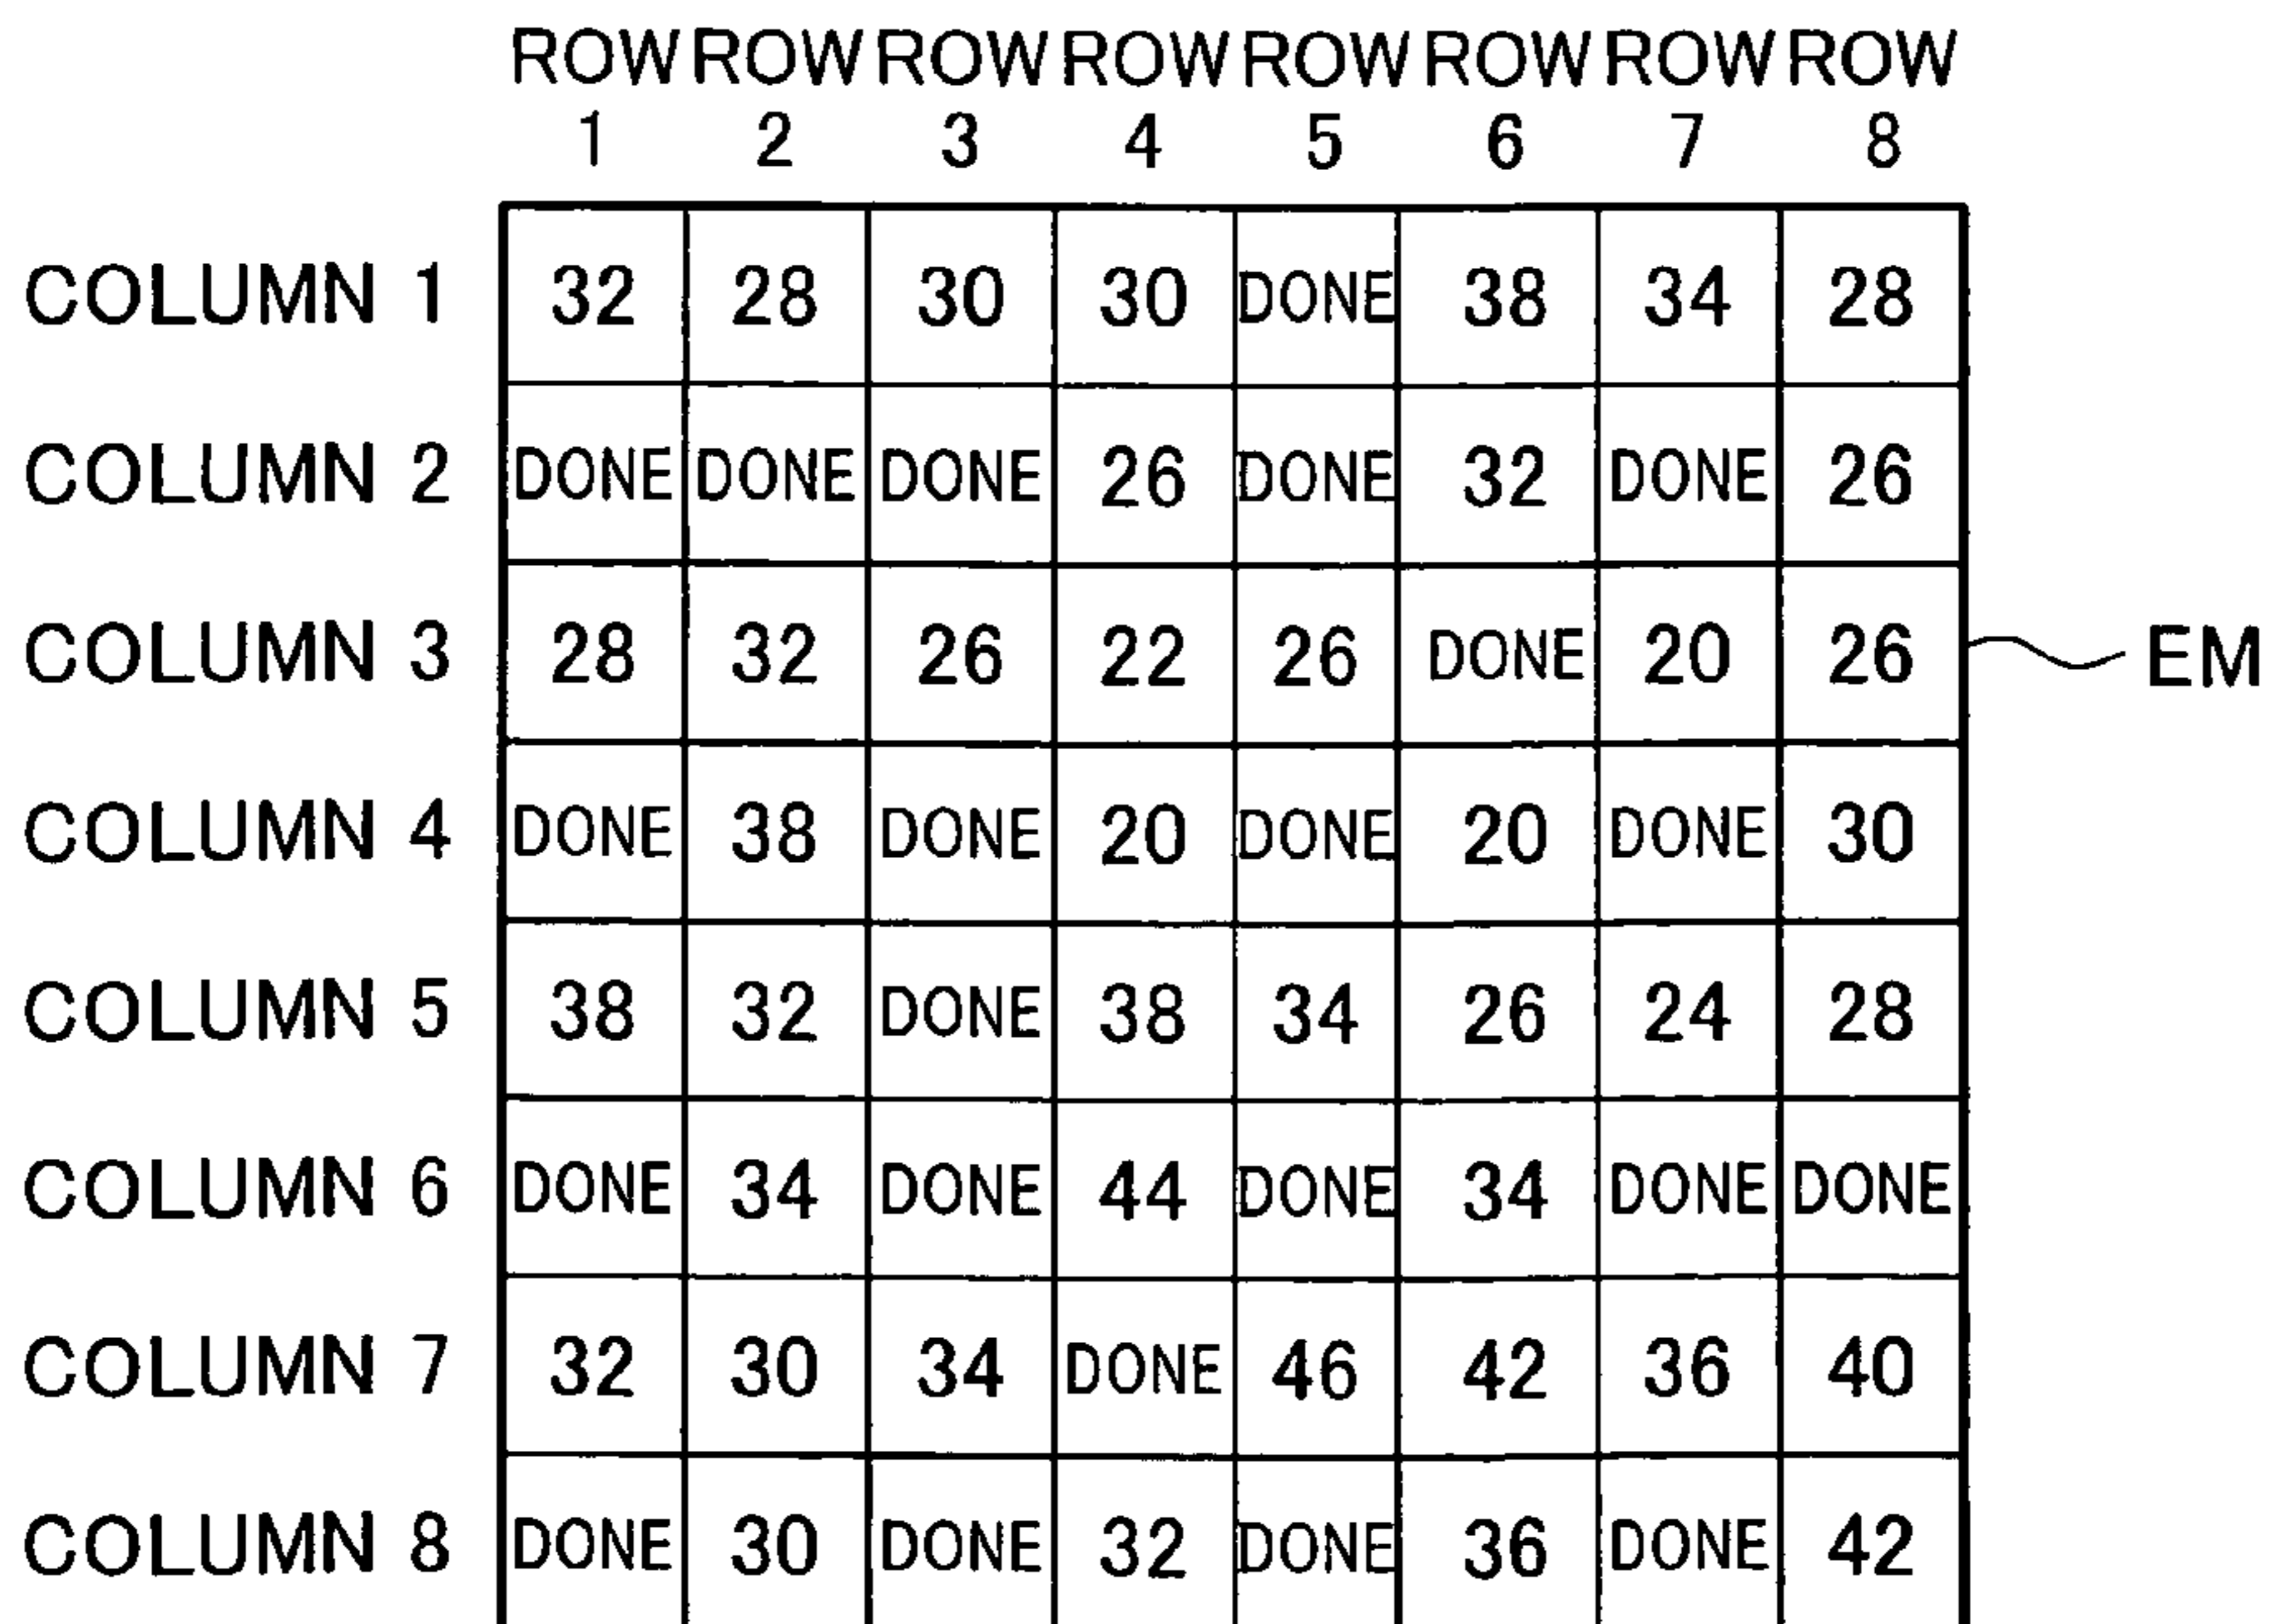 ROW ROW ROW ROW ROW ROW ROW ROW
1 2 3 4 5 6 7 8
COLUMN 1 32 28 30 30 DONE 38 34 28
COLUMN 2 DONE DONE DONE 26 DONE 32 DONE 26
COLUMN 3 28 32 26 22 26 DONE 20 26 EM
COLUMN 4 DONE 38 DONE 20 DONE 20 DONE 30
COLUMN 5 38 32 DONE 38 34 26 24 28
COLUMN 6 DONE 34 DONE 44 DONE 34 DONE DONE
COLUMN 7 32 30 34 DONE 46 42 36 40
COLUMN 8 DONE 30 DONE 32 DONE 36 DONE 42